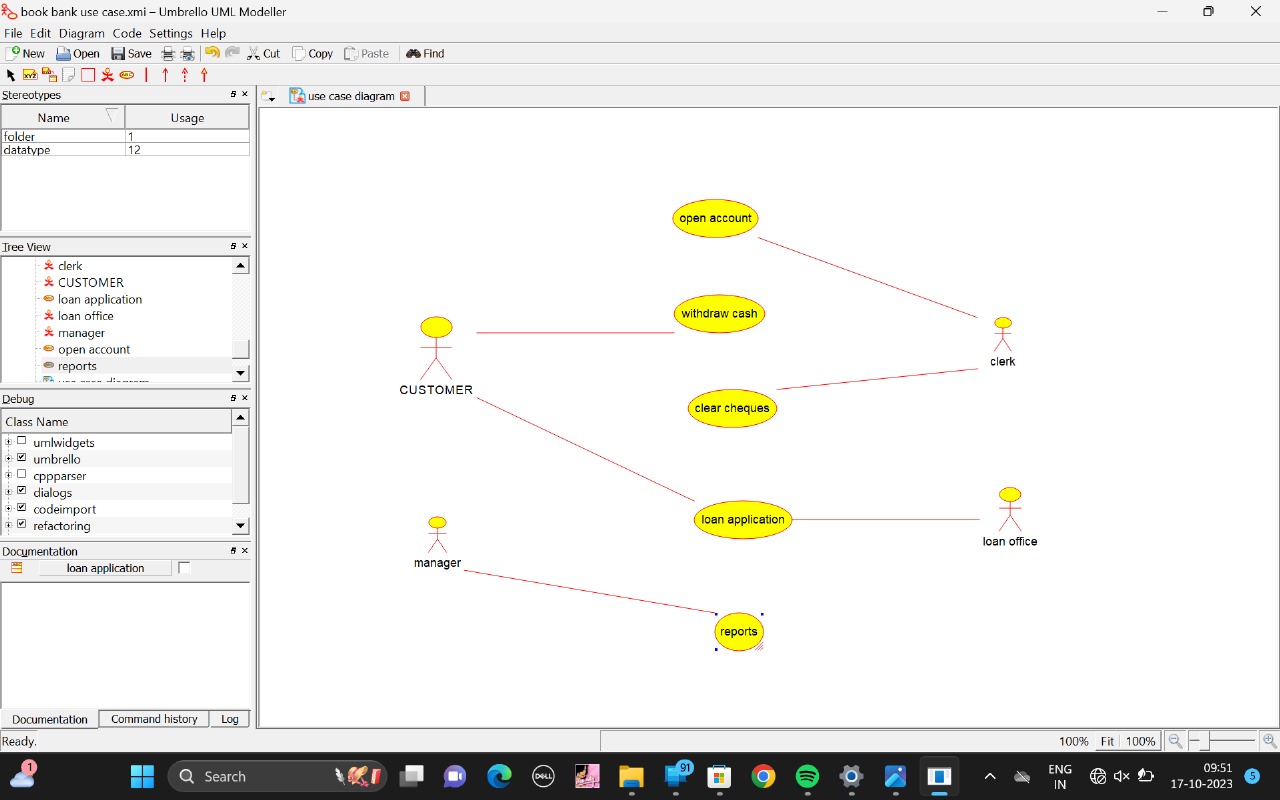 book bank use case.xmi – Umbrello UML Modeller
File Edit Diagram Code Settings Help
New Open Save Cut Copy Paste Find
Stereotypes
Name Usage
folder 1
datatype 12
Tree View
clerk
CUSTOMER
loan application
loan office
manager
open account
reports
use case diagram
Debug
Class Name
umlwidgets
umbrello
cppparser
dialogs
codeimport
refactoring
Documentation
loan application
Documentation Command history Log
use case diagram
open account
withdraw cash
CUSTOMER
clerk
clear cheques
loan application
loan office
manager
reports
Ready.
100% Fit 100%
1
Search
DELL
91
ENG
IN
09:51
17-10-2023
5